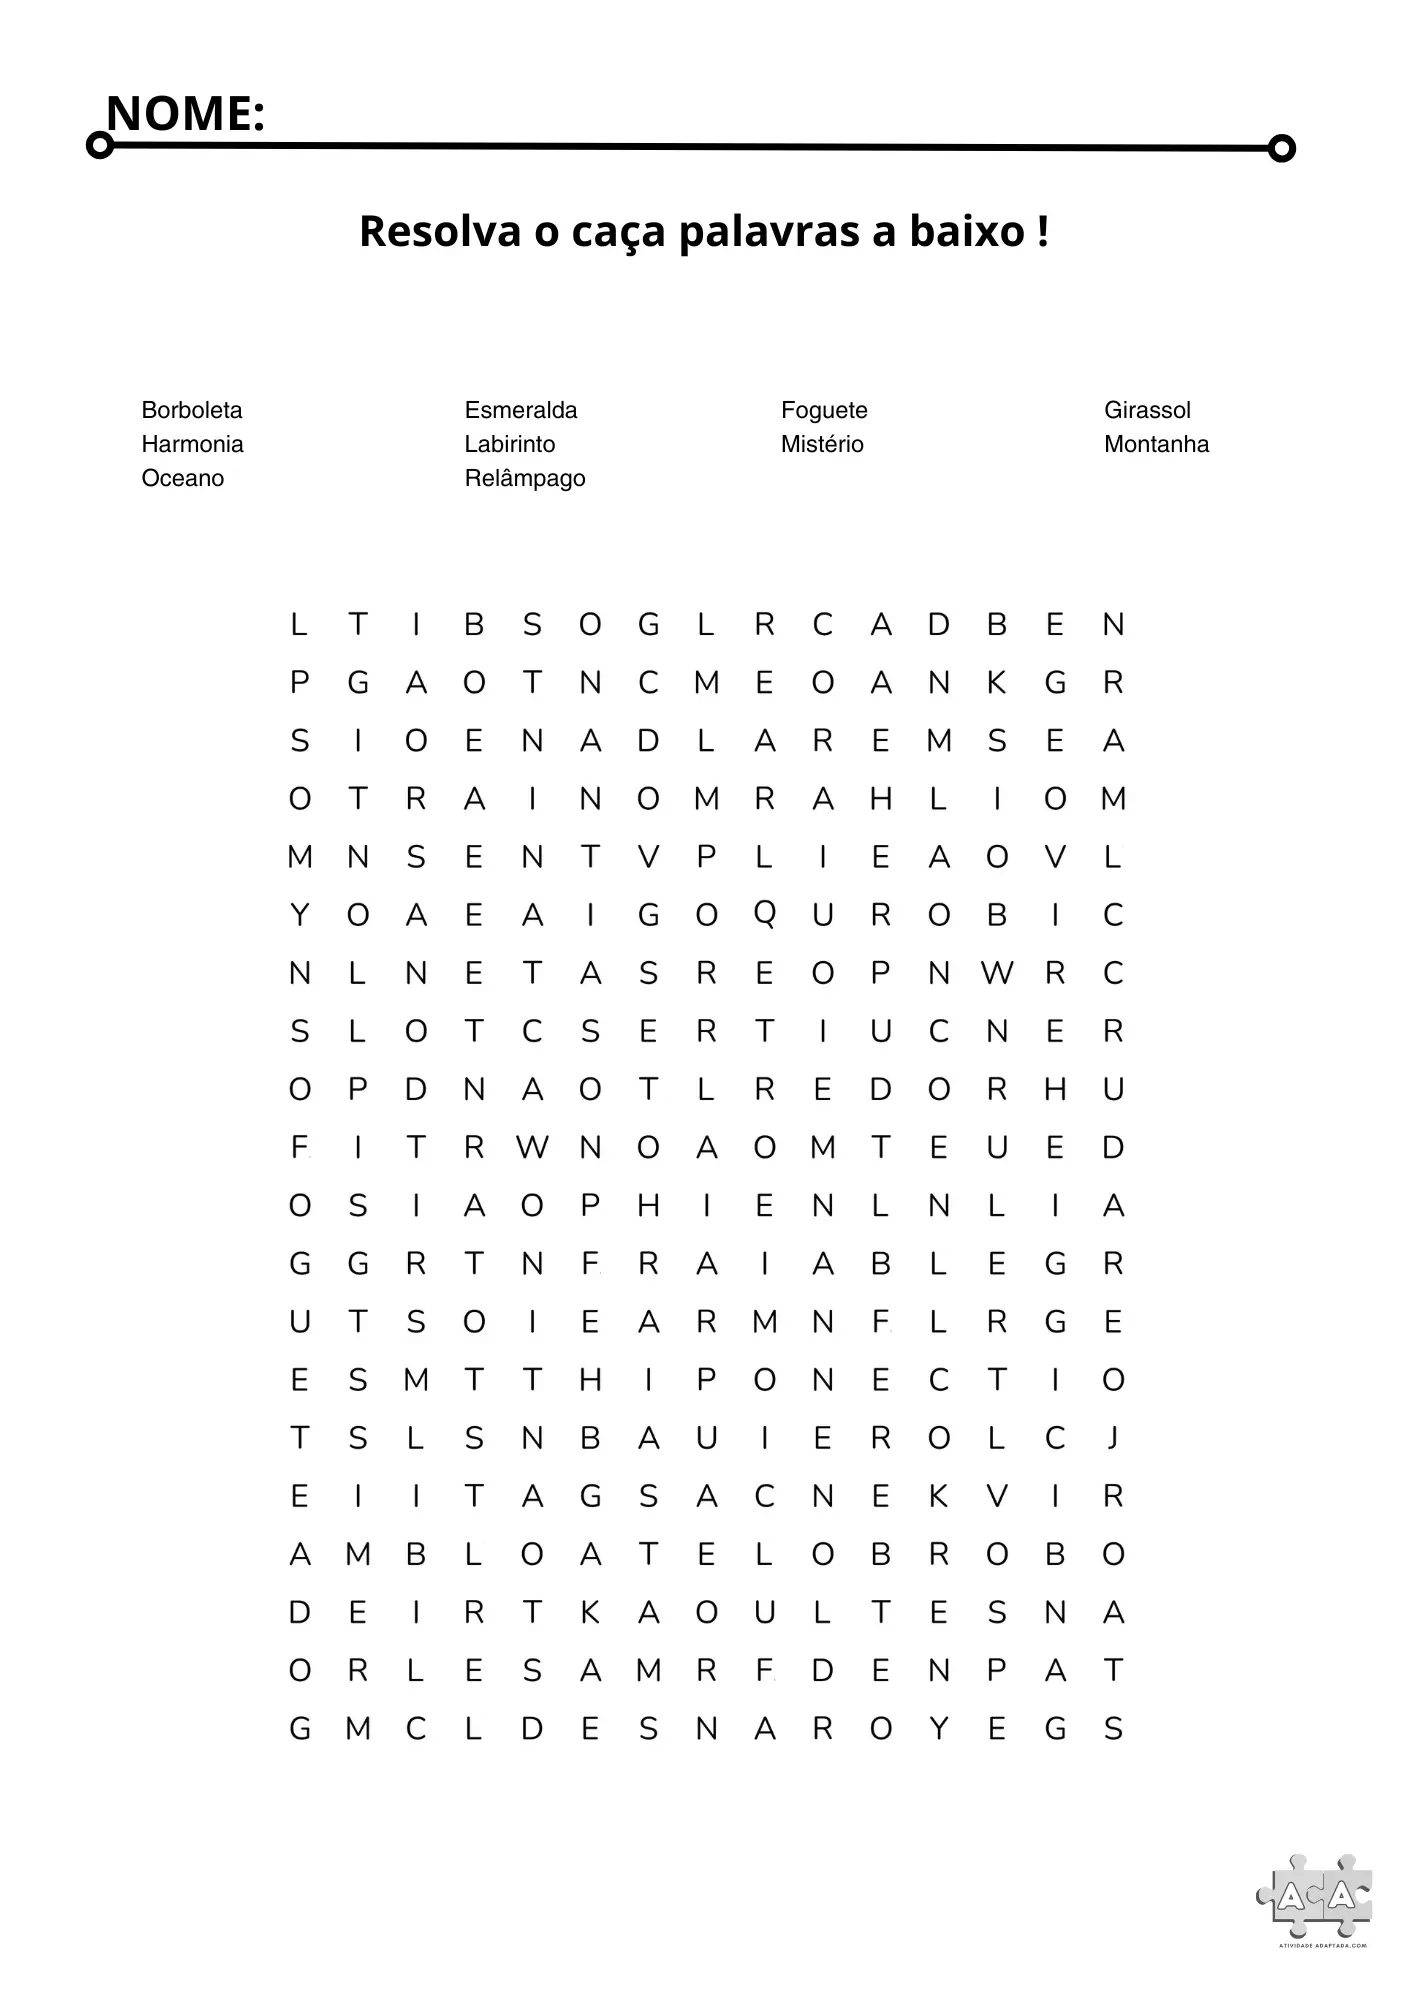 NOME:
Resolva o caça palavras a baixo !
Borboleta Esmeralda Foguete Girassol
Harmonia Labirinto Mistério Montanha
Oceano Relâmpago
L T I B S O G L R C A D B E N
P G A O T N C M E O A N K G R
S I O E N A D L A R E M S E A
O T R A I N O M R A H L I O M
M N S E N T V P L I E A O V L
Y O A E A I G O Q U R O B I C
N L N E T A S R E O P N W R C
S L O T C S E R T I U C N E R
O P D N A O T L R E D O R H U
F I T R W N O A O M T E U E D
O S I A O P H I E N L N L I A
G G R T N F R A I A B L E G R
U T S O I E A R M N F L R G E
E S M T T H I P O N E C T I O
T S L S N B A U I E R O L C J
E I I T A G S A C N E K V I R
A M B L O A T E L O B R O B O
D E I R T K A O U L T E S N A
O R L E S A M R F D E N P A T
G M C L D E S N A R O Y E G S
A A
ATIVIDADE ADAPTADA.COM